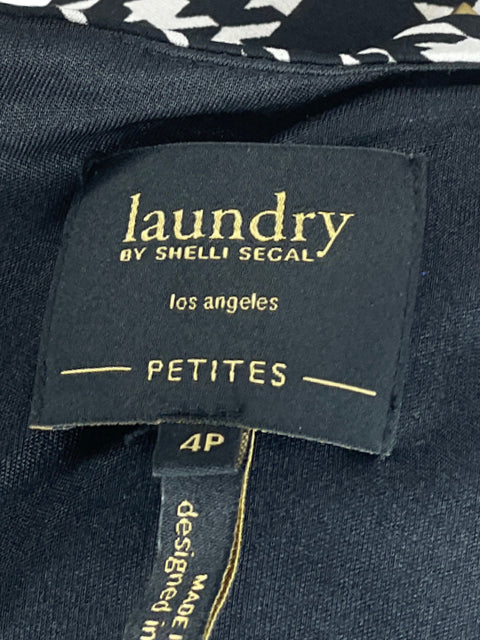 laundry
BY SHELLI SEGAL
los angeles
PETITES
4P
MADE
designed in